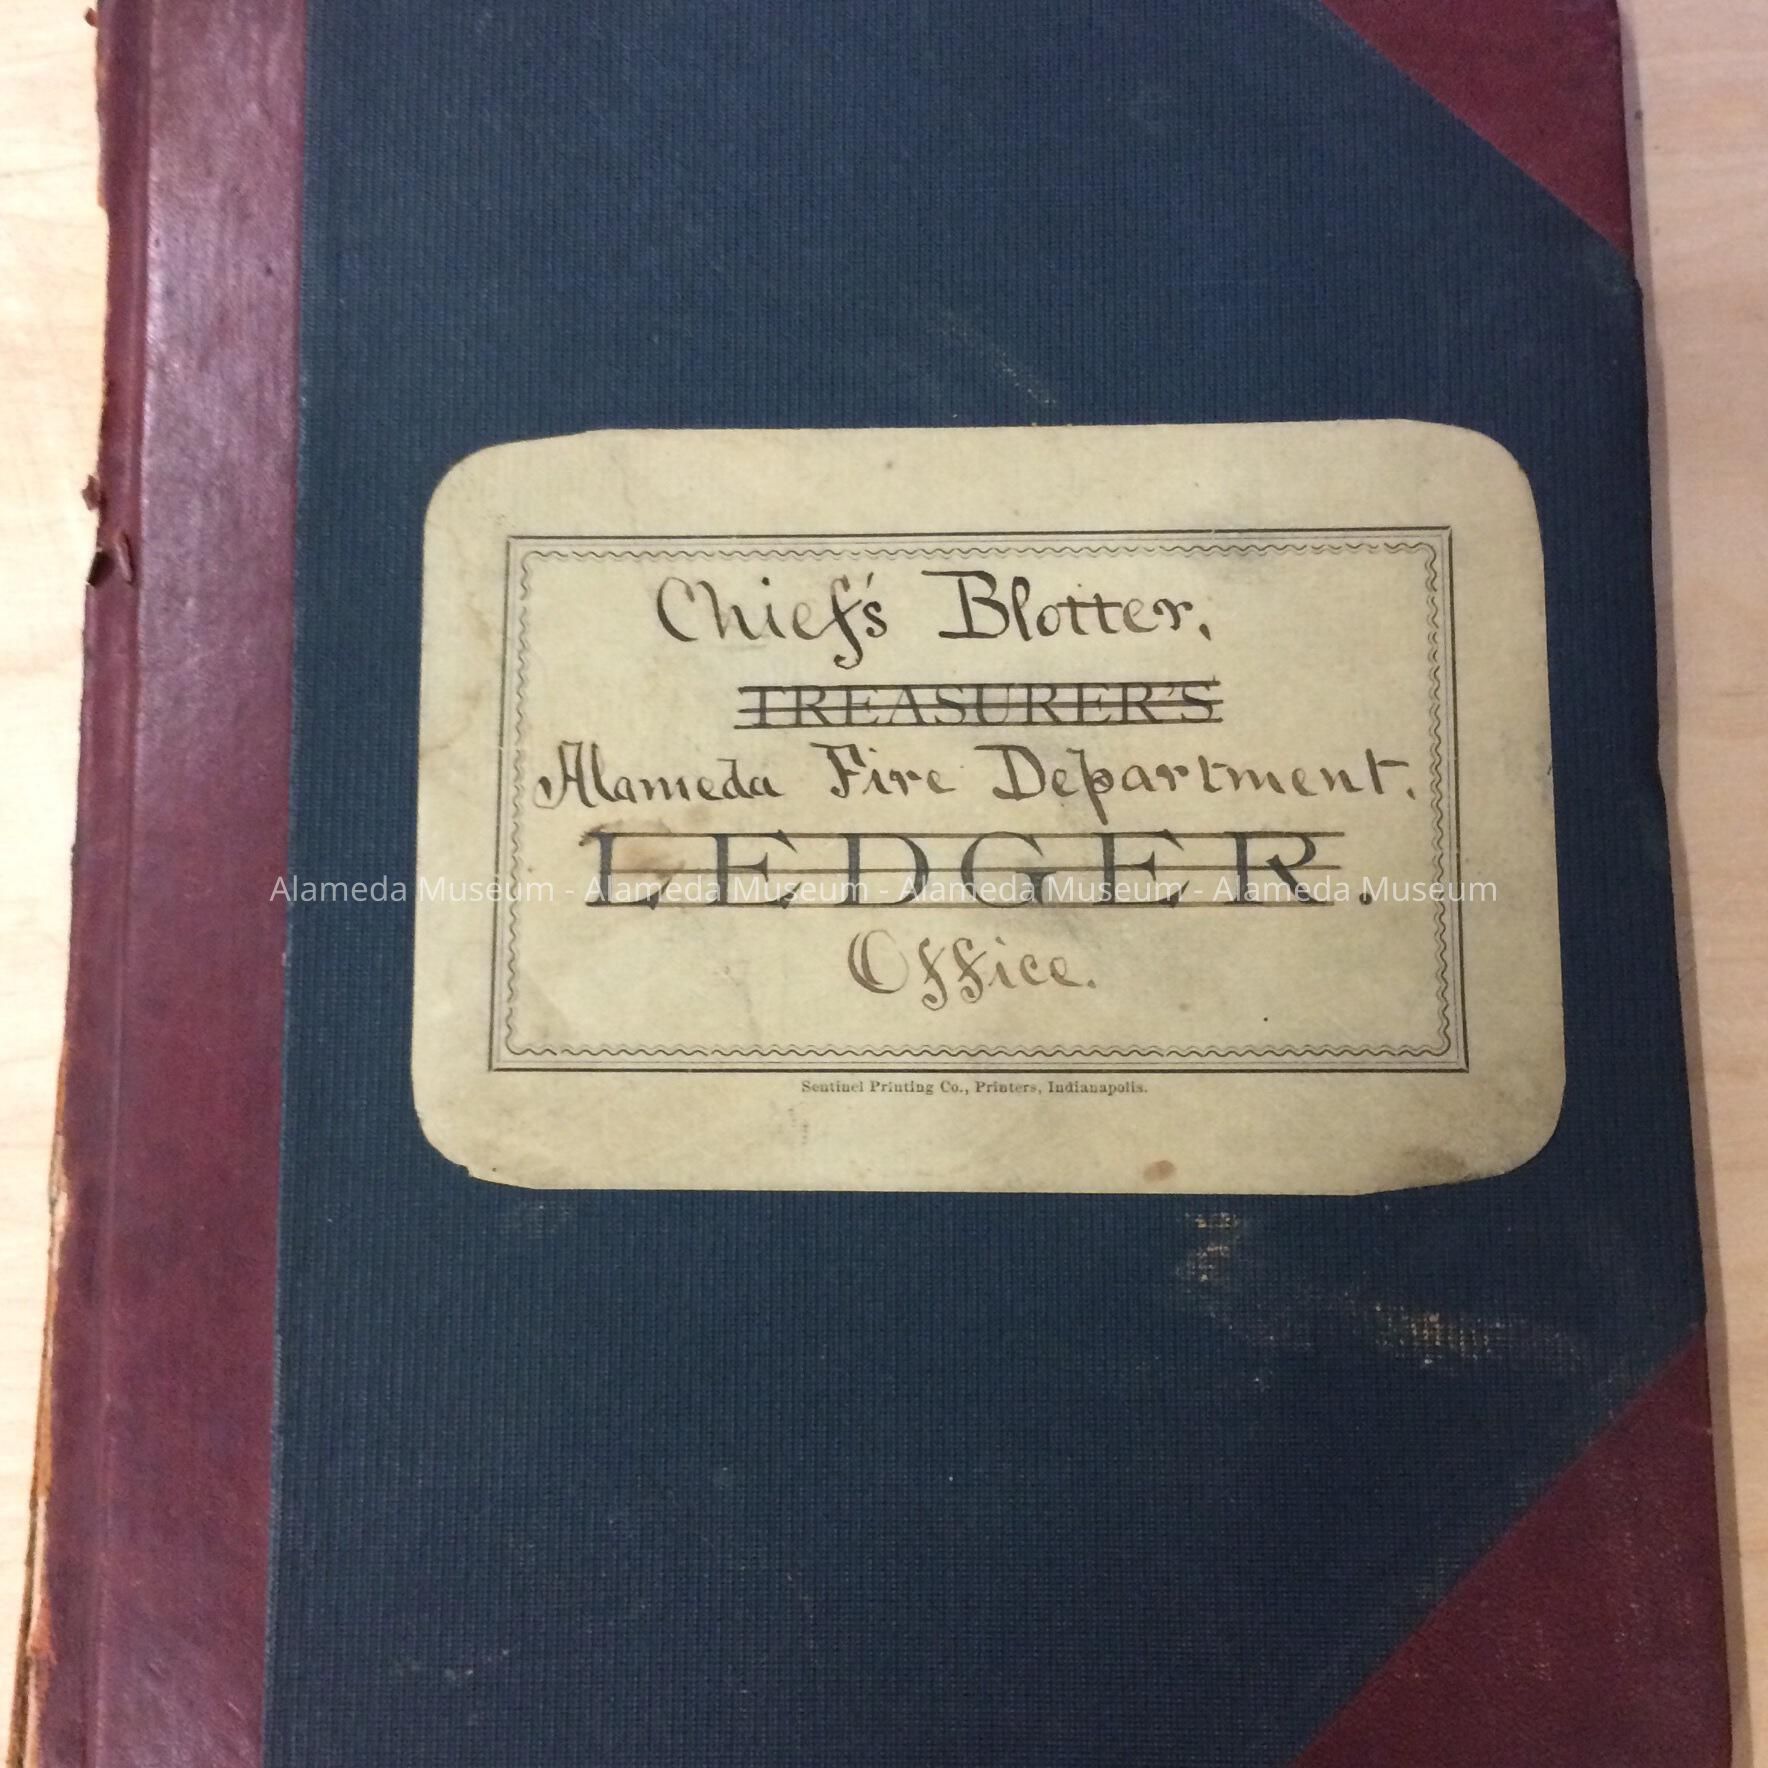 Chief's Blotter,
TREASURER'S
Alameda Fire Department.
LEDGER.
Alameda Museum - Alameda Museum - Alameda Museum - Alameda Museum
Office.
Sentinel Printing Co., Printers, Indianapolis.